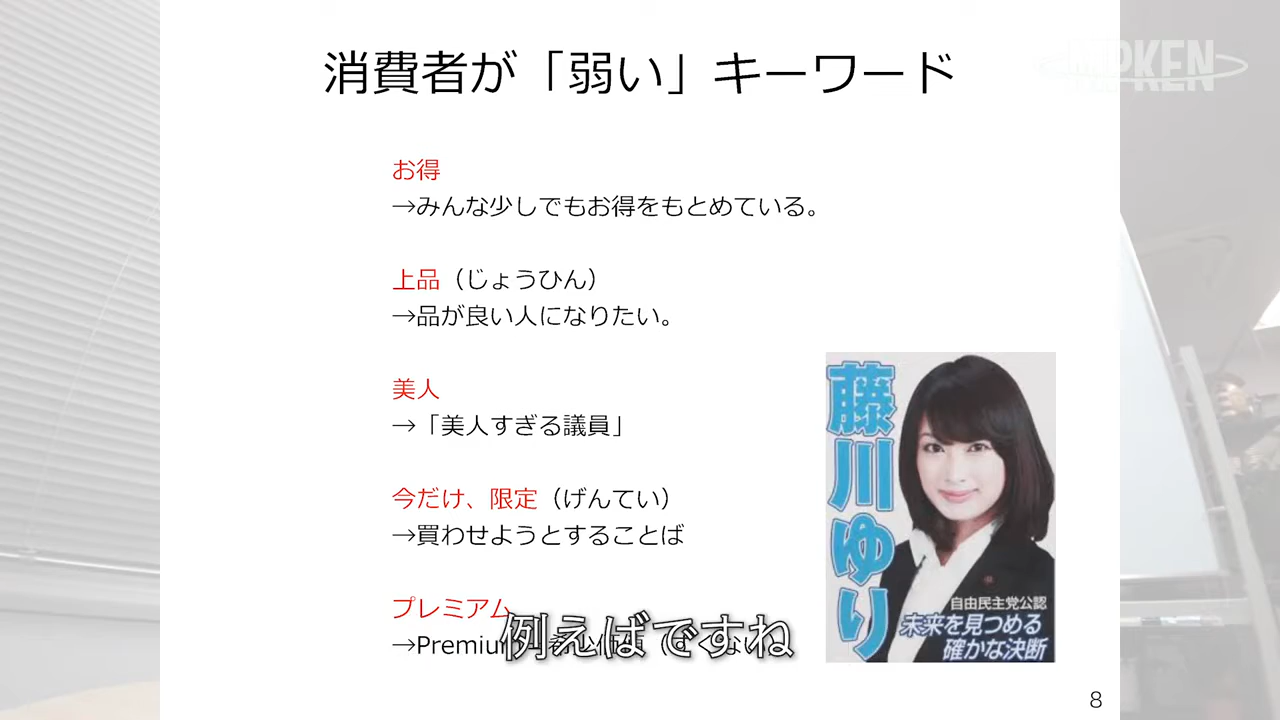 消費者が「弱い」キーワード
MPKEN
お得
→みんな少しでもお得をもとめている。
上品（じょうひん）
→品が良い人になりたい。
美人
→「美人すぎる議員」
今だけ、限定（げんてい）
→買わせようとすることば
プレミアム
→Premium
例えばですね
藤川ゆり
自由民主党公認
未来を見つめる
確かな決断
8